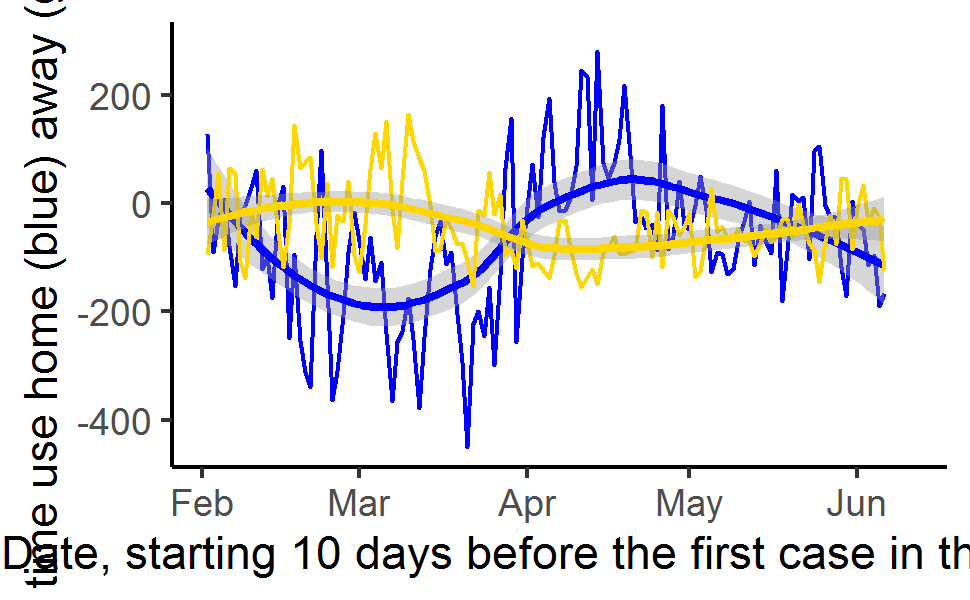 time use home (blue) away (
200
0
-200
-400
Feb Mar Apr May Jun
Date, starting 10 days before the first case in th